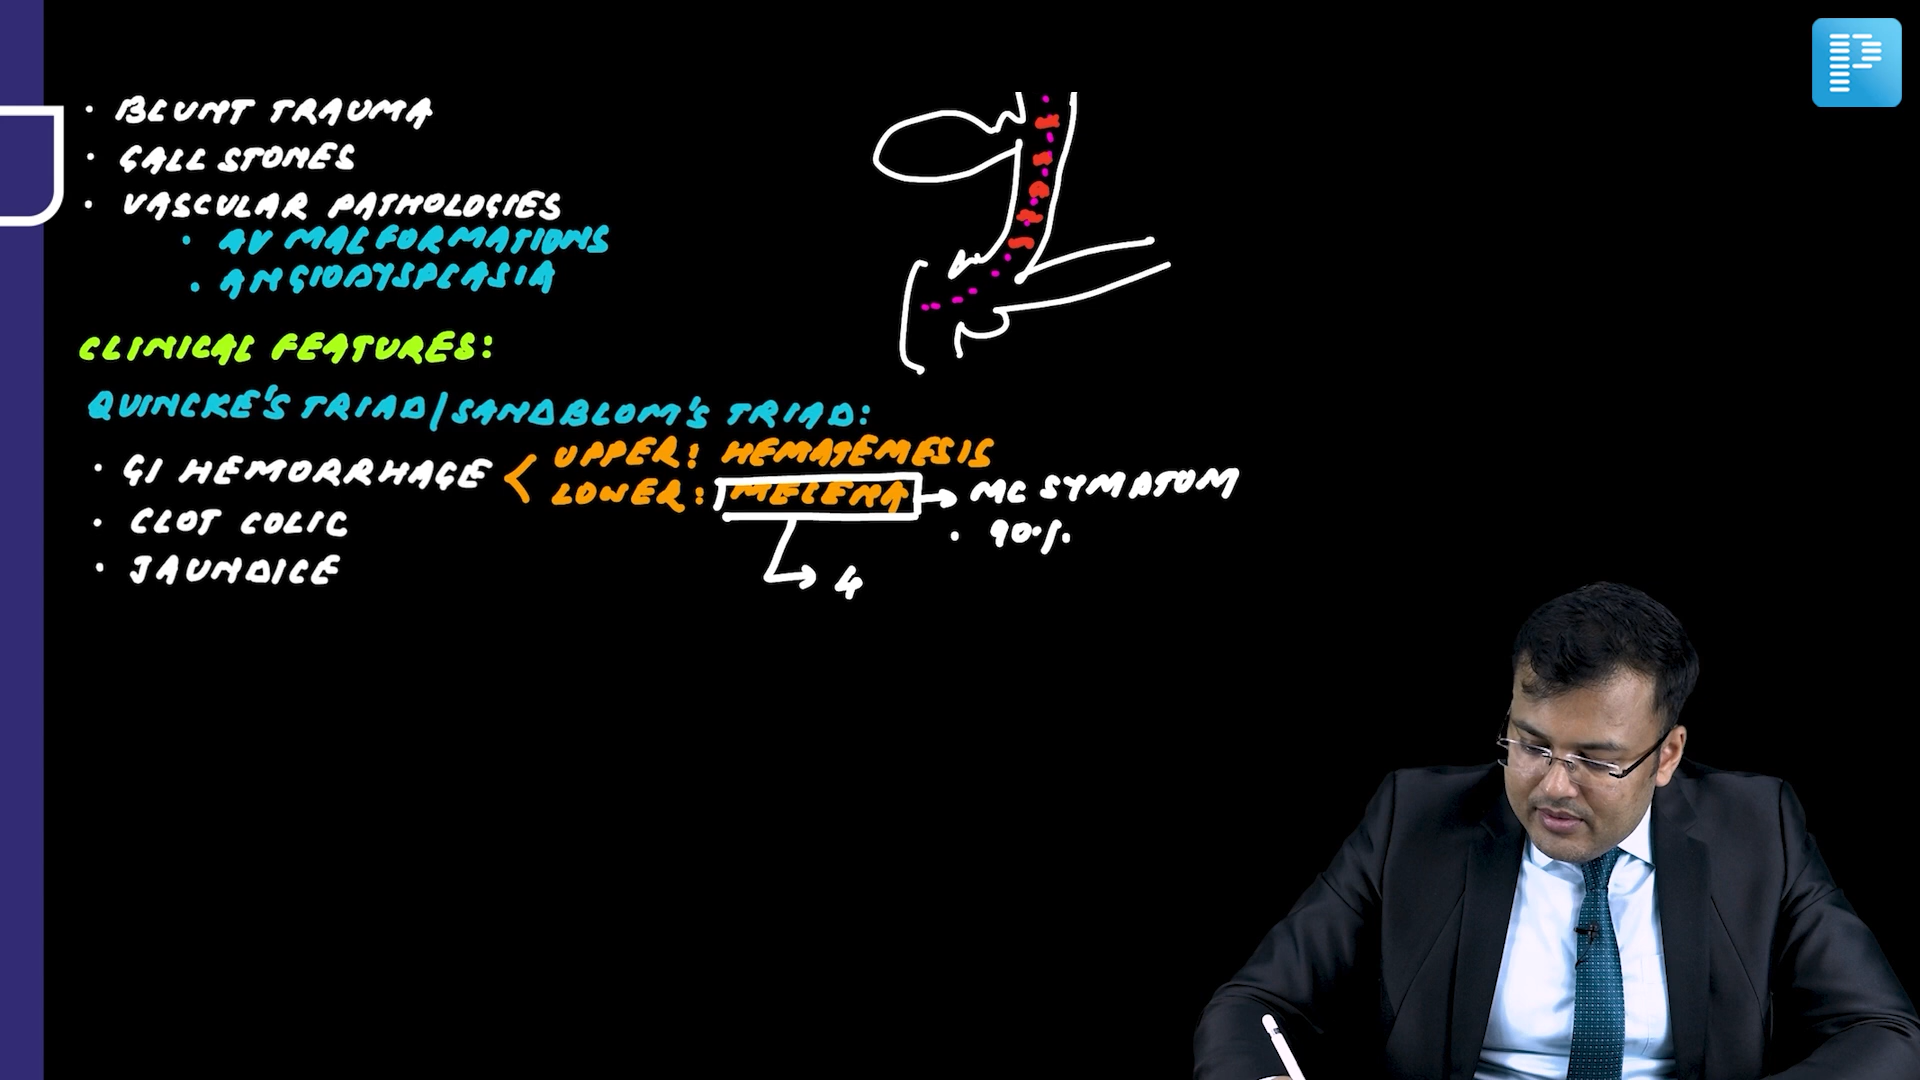 • BLUNT TRAUMA
• GALL STONES
• VASCULAR PATHOLOGIES
• AV MALFORMATIONS
• ANGIODYSPLASIA
CLINICAL FEATURES:
QUINCKE'S TRIAD/SANDBLOM'S TRIAD:
• GI HEMORRHAGE < UPPER: HEMATEMESIS
LOWER: MELENA → MC SYMPTOM
• 90%
• CLOT COLIC
• JAUNDICE
↳ 4
P